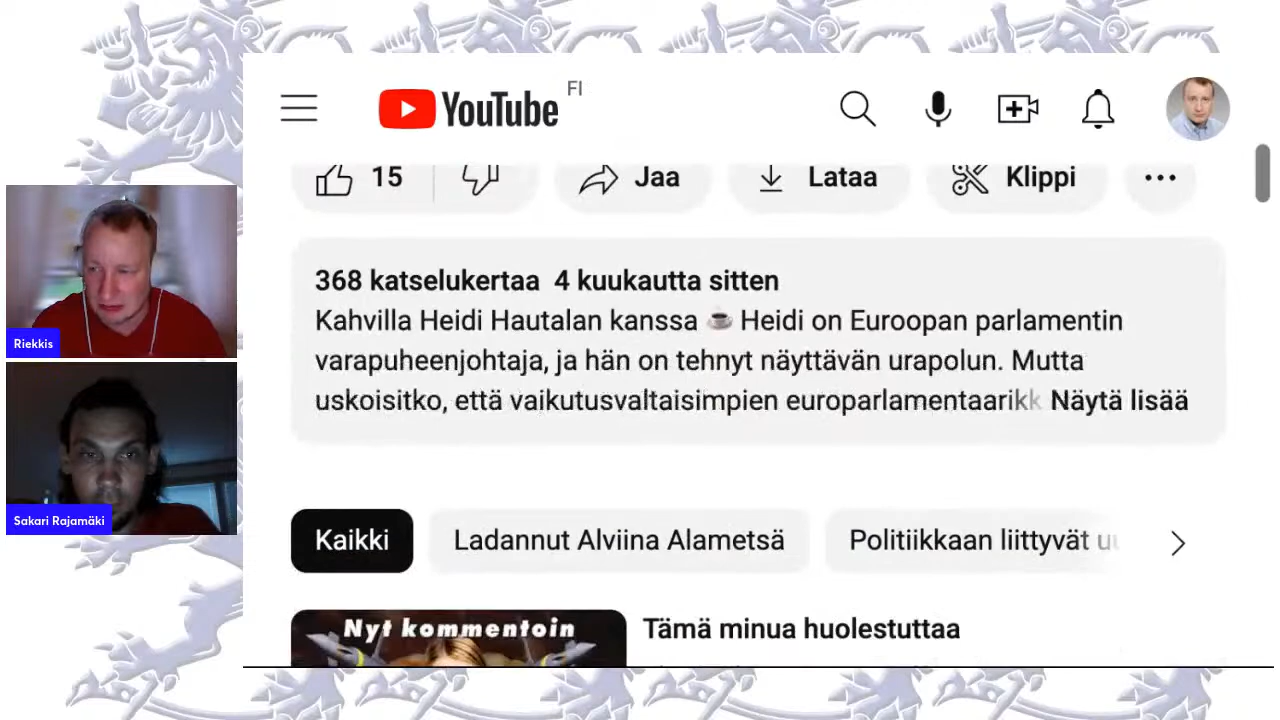 YouTube FI
15 Jaa Lataa Klippi
Riekkis
Sakari Rajamäki
368 katselukertaa 4 kuukautta sitten
Kahvilla Heidi Hautalan kanssa ☕ Heidi on Euroopan parlamentin
varapuheenjohtaja, ja hän on tehnyt näyttävän urapolun. Mutta
uskoisitko, että vaikutusvaltaisimpien europarlamentaarikk Näytä lisää
Kaikki
Ladannut Alviina Alametsä
Politiikkaan liittyvät
Nyt kommentoin
Tämä minua huolestuttaa